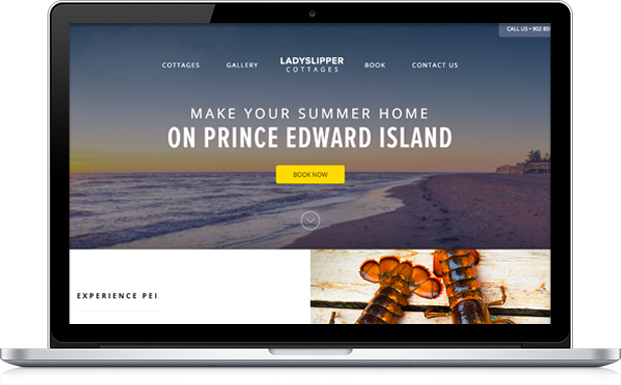 CALL US • 902 85
COTTAGES
GALLERY
LADYSLIPPER
COTTAGES
BOOK
CONTACT US
MAKE YOUR SUMMER HOME
ON PRINCE EDWARD ISLAND
BOOK NOW
EXPERIENCE PEI